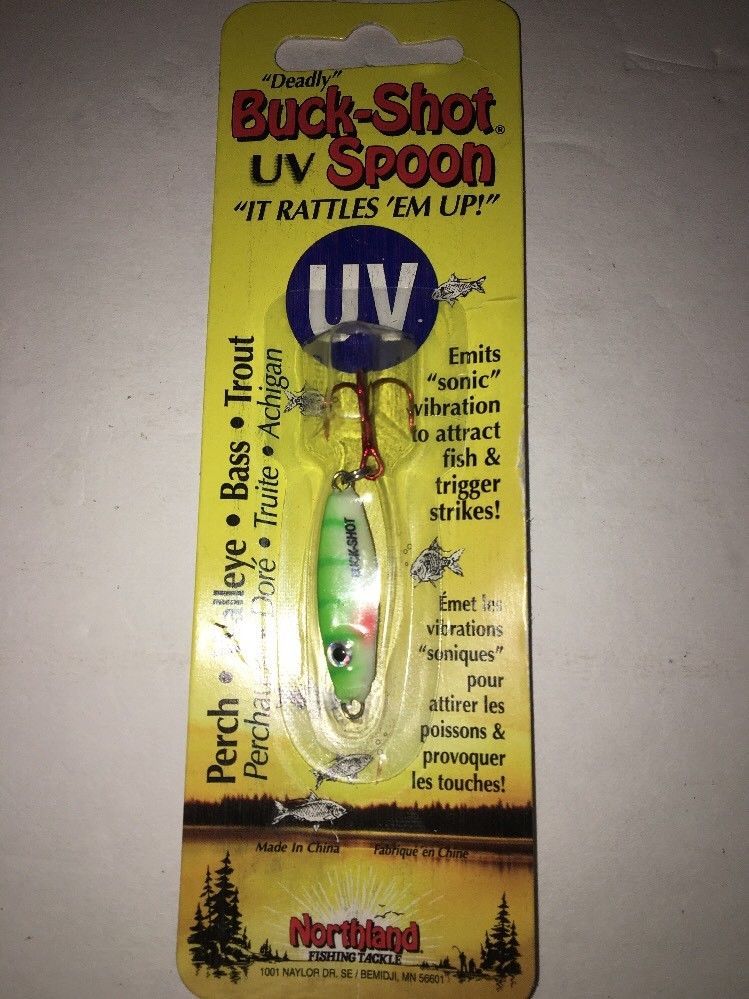 "Deadly"
Buck-Shot®
UV Spoon
"IT RATTLES 'EM UP!"
UV
Emits
"sonic"
vibration
to attract
fish &
trigger
strikes!
Émet les
vibrations
"soniques"
pour
attirer les
poissons &
provoquer
les touches!
Perch • Walleye • Bass • Trout
Doré • Truite • Achigan
BUCK-SHOT
Made In China
Fabriqué en Chine
Northland
FISHING TACKLE
1001 NAYLOR DR. SE / BEMIDJI, MN 56601